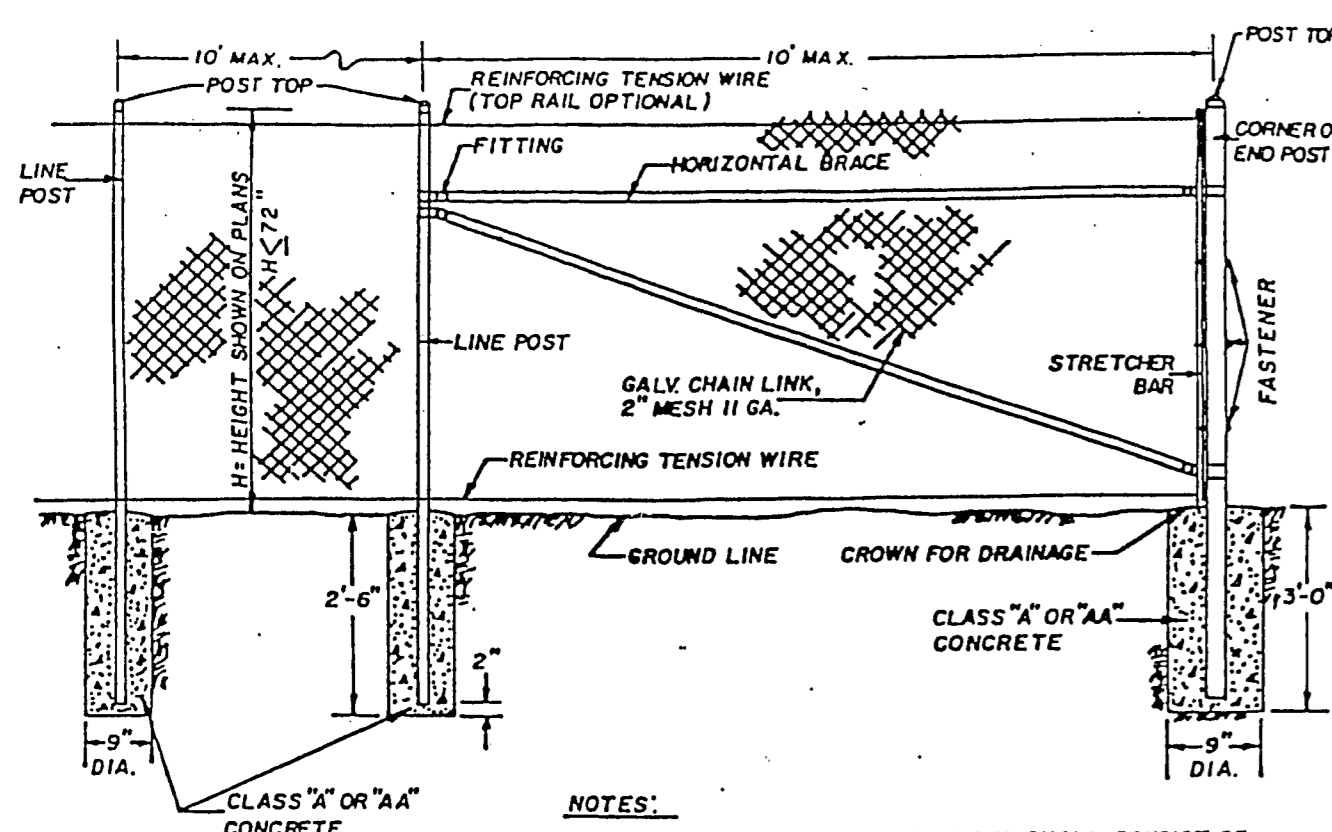 10' MAX.
10' MAX.
POST TOP
POST TOP
REINFORCING TENSION WIRE
(TOP RAIL OPTIONAL)
FITTING
HORIZONTAL BRACE
CORNER O
END POST
LINE
POST
H = HEIGHT SHOWN ON PLANS
H ≤ 72"
LINE POST
GALV. CHAIN LINK,
2" MESH 11 GA.
STRETCHER
BAR
FASTENER
REINFORCING TENSION WIRE
GROUND LINE
CROWN FOR DRAINAGE
2'-6"
2"
3'-0"
CLASS "A" OR "AA"
CONCRETE
9"
DIA.
9"
DIA.
CLASS "A" OR "AA"
CONCRETE
NOTES: